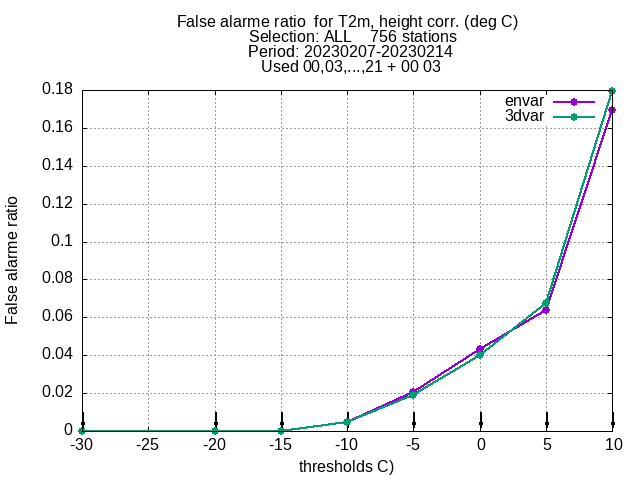 False alarme ratio  for T2m, height corr. (deg C)
Selection: ALL    756 stations
Period: 20230207-20230214
Used 00,03,...,21 + 00 03
envar
3dvar
0.18
0.16
0.14
0.12
0.1
0.08
0.06
0.04
0.02
0
False alarme ratio
-30 -25 -20 -15 -10 -5 0 5 10
thresholds C)